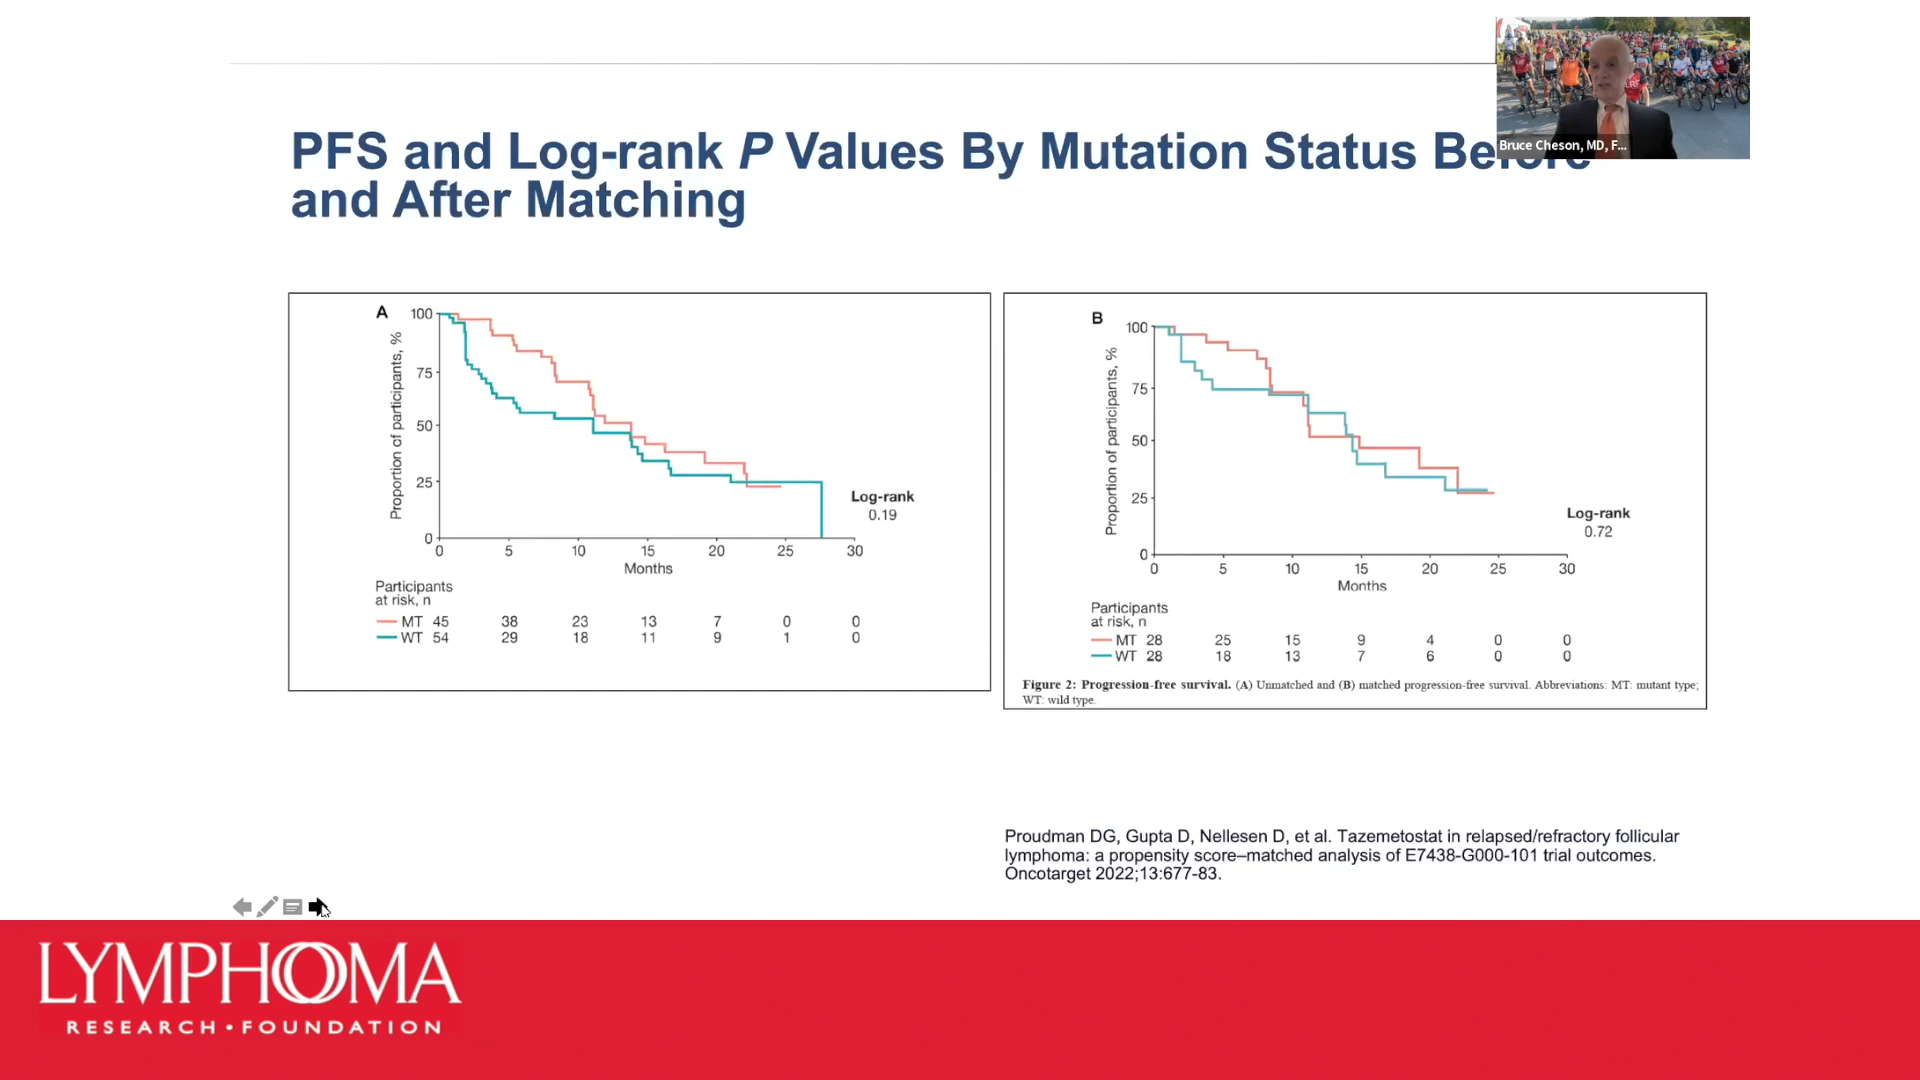 Bruce Cheson, MD, F...
PFS and Log-rank P Values By Mutation Status Before
and After Matching
A
100
75
50
25
0
Proportion of participants, %
0 5 10 15 20 25 30
Months
Log-rank
0.19
Participants
at risk, n
MT 45 38 23 13 7 0 0
WT 54 29 18 11 9 1 0
B
100
75
50
25
0
Proportion of participants, %
0 5 10 15 20 25 30
Months
Log-rank
0.72
Participants
at risk, n
MT 28 25 15 9 4 0 0
WT 28 18 13 7 6 0 0
Figure 2: Progression-free survival. (A) Unmatched and (B) matched progression-free survival. Abbreviations: MT: mutant type;
WT: wild type.
Proudman DG, Gupta D, Nellesen D, et al. Tazemetostat in relapsed/refractory follicular
lymphoma: a propensity score–matched analysis of E7438-G000-101 trial outcomes.
Oncotarget 2022;13:677-83.
LYMPHOMA
RESEARCH • FOUNDATION